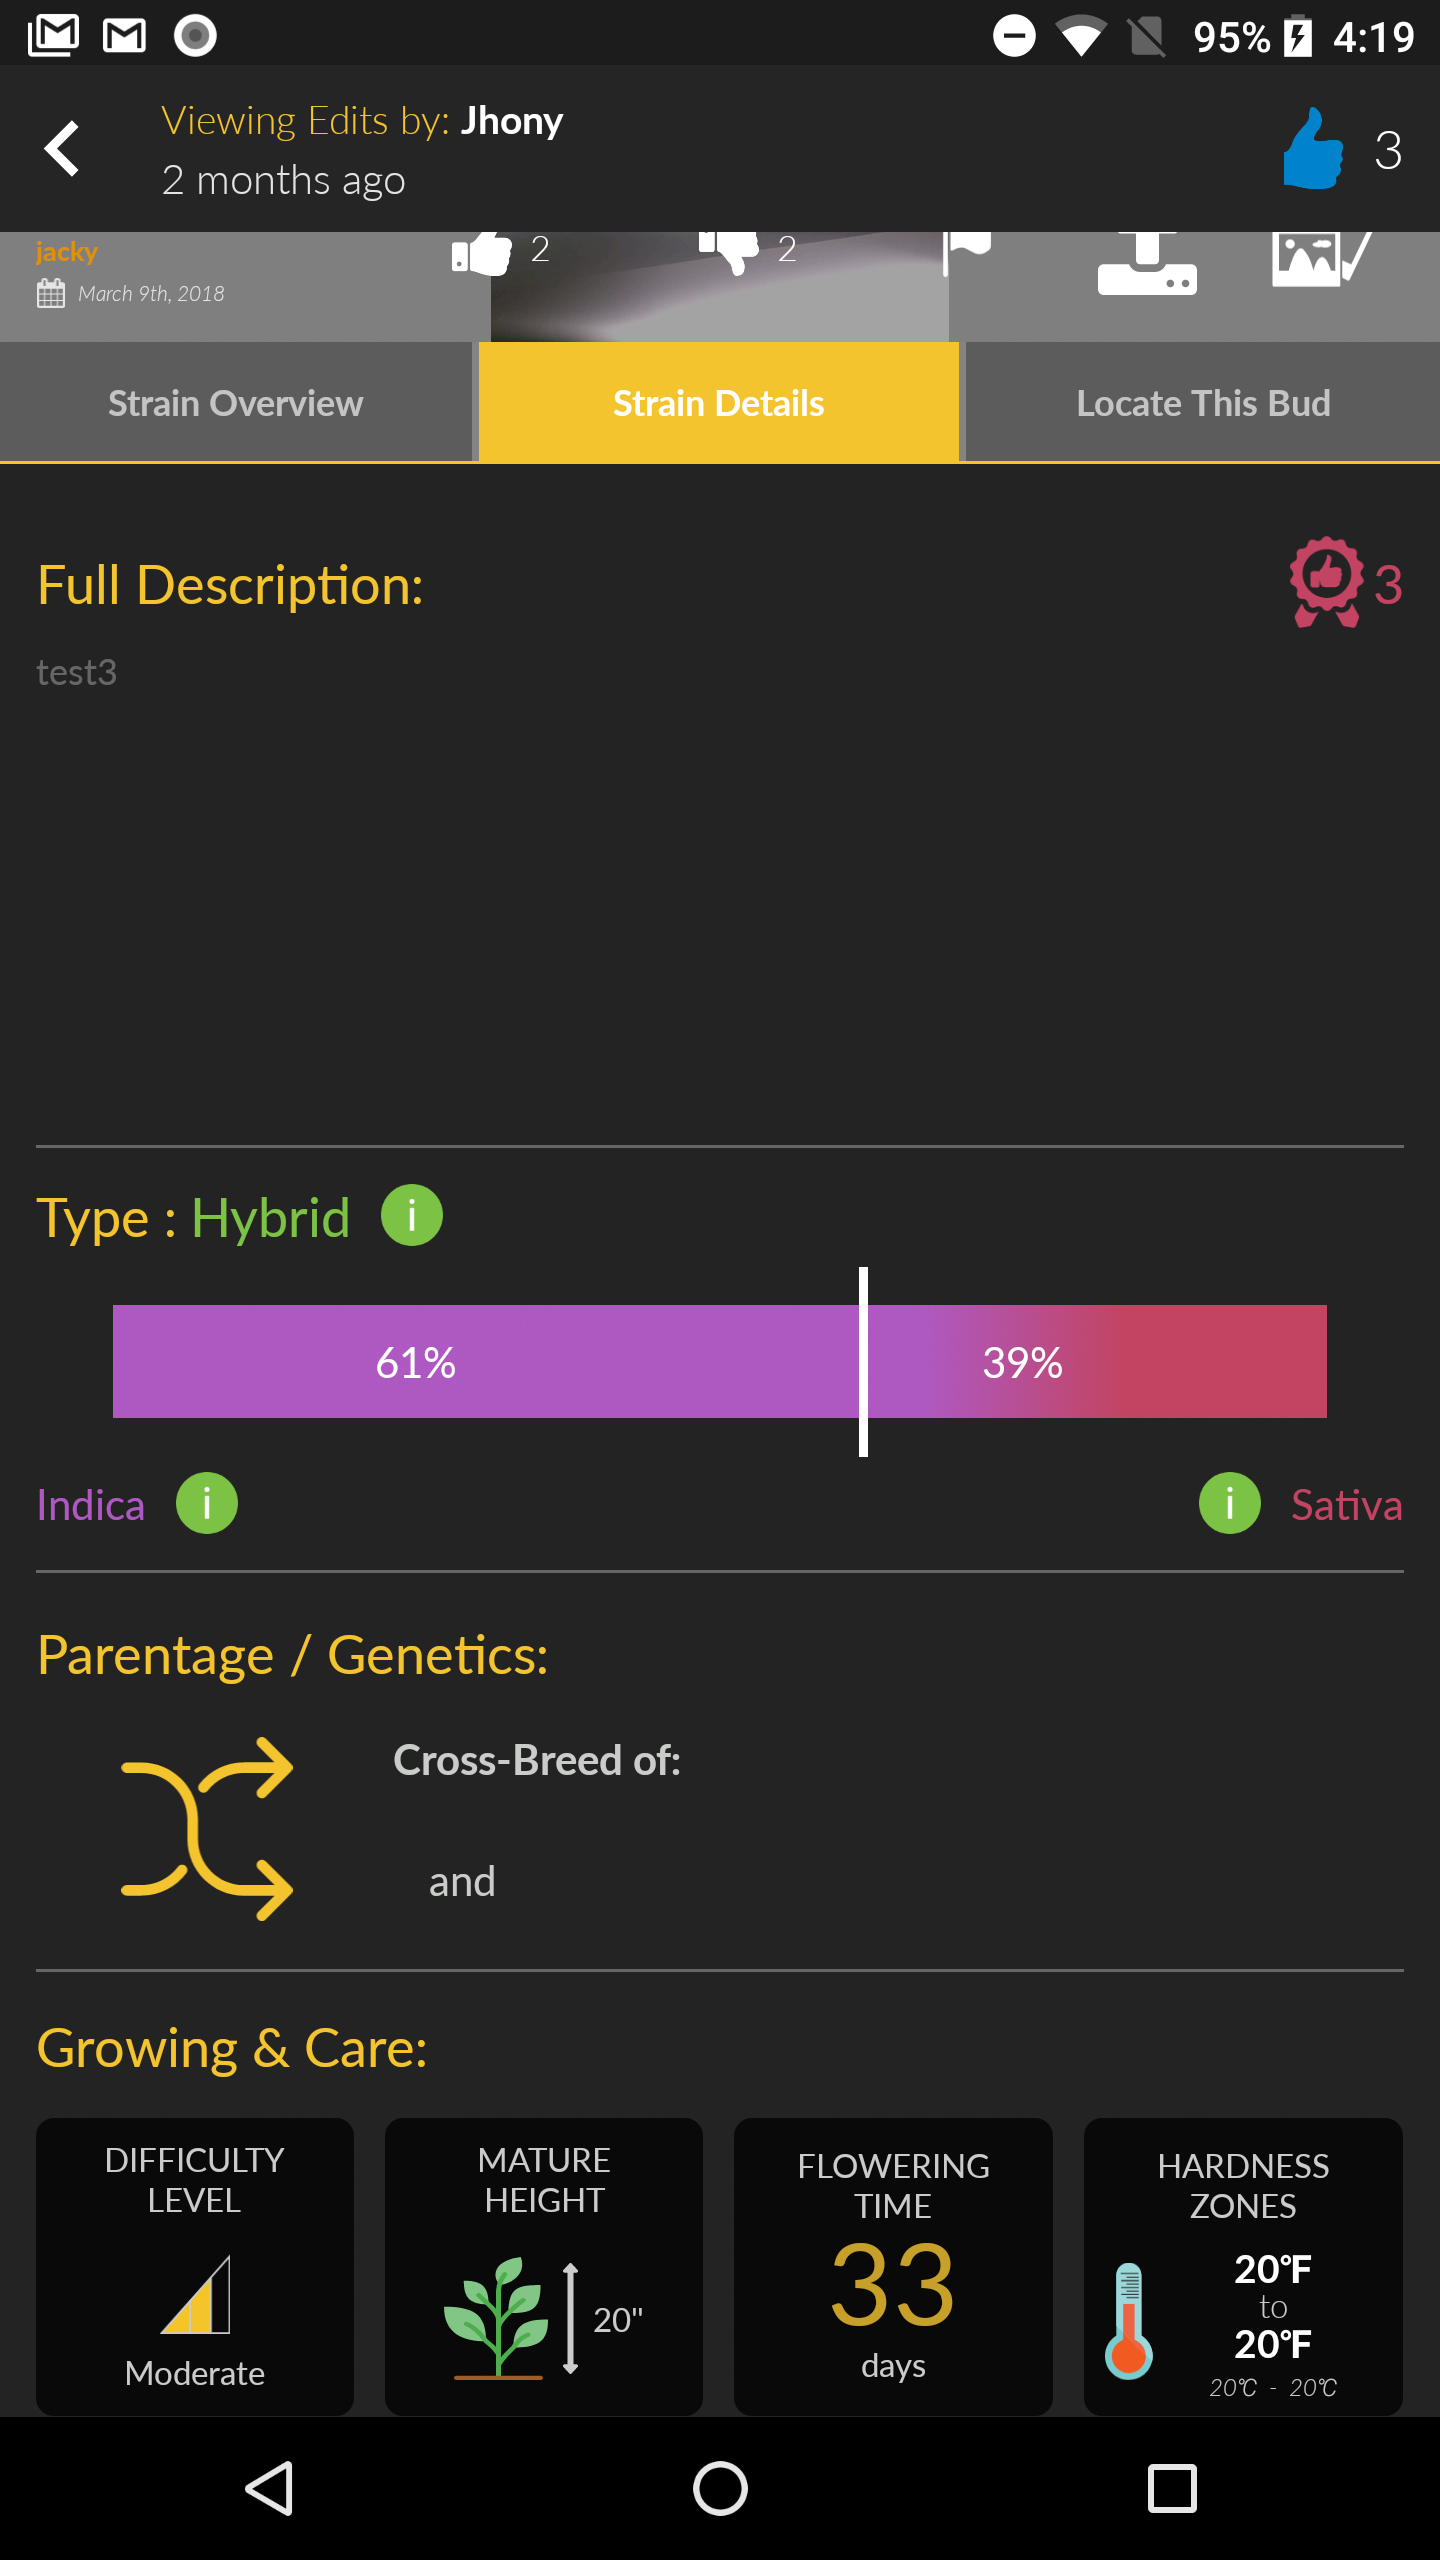 95% 4:19
Viewing Edits by: Jhony
2 months ago
3
jacky
2
2
March 9th, 2018
Strain Overview
Strain Details
Locate This Bud
Full Description:
3
test3
Type : Hybrid i
61%
39%
Indica i
i Sativa
Parentage / Genetics:
Cross-Breed of:
and
Growing & Care:
DIFFICULTY
LEVEL
Moderate
MATURE
HEIGHT
20"
FLOWERING
TIME
33
days
HARDNESS
ZONES
20°F
to
20°F
20°C - 20°C